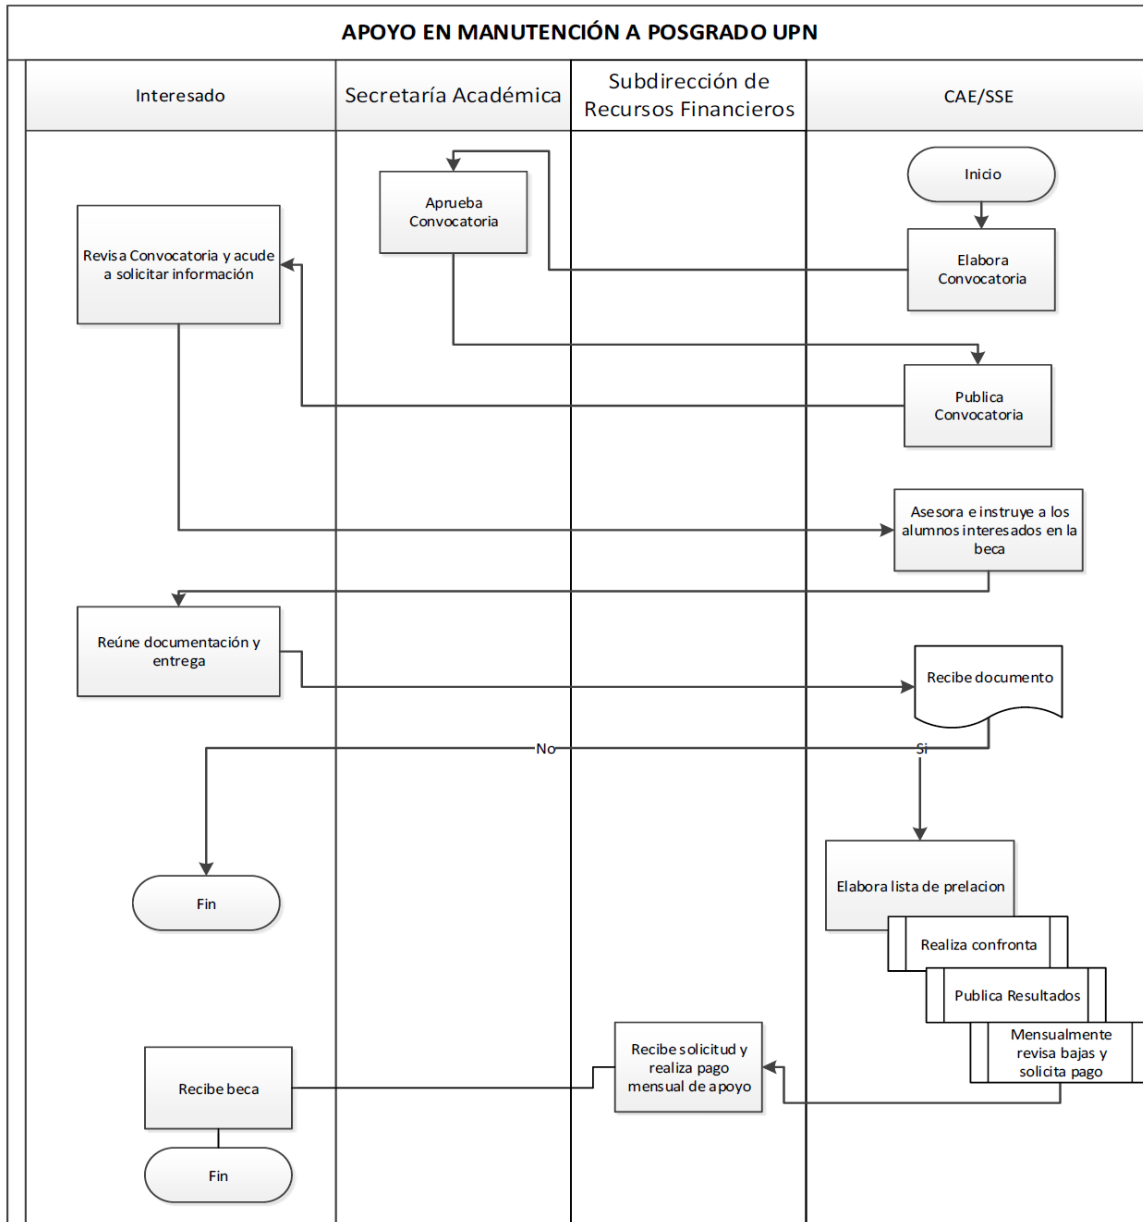 APOYO EN MANUTENCIÓN A POSGRADO UPN
Interesado
Secretaría Académica
Subdirección de
Recursos Financieros
CAE/SSE
Inicio
Aprueba
Convocatoria
Revisa Convocatoria y acude
a solicitar información
Elabora
Convocatoria
Publica
Convocatoria
Asesora e instruye a los
alumnos interesados en la
beca
Reúne documentación y
entrega
Recibe documento
No
Si
Elabora lista de prelacion
Fin
Realiza confronta
Publica Resultados
Mensualmente
revisa bajas y
solicita pago
Recibe solicitud y
realiza pago
mensual de apoyo
Recibe beca
Fin